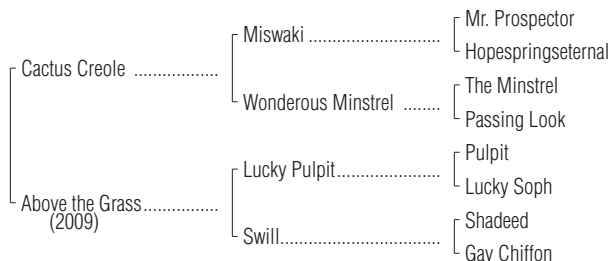 Mr. Prospector
Miswaki ........................................
Hopespringseternal
Cactus Creole ..................
The Minstrel
Wonderous Minstrel ........
Passing Look
Pulpit
Lucky Pulpit................................
Lucky Soph
Above the Grass................
(2009)
Shadeed
Swill................................................
Gay Chiffon